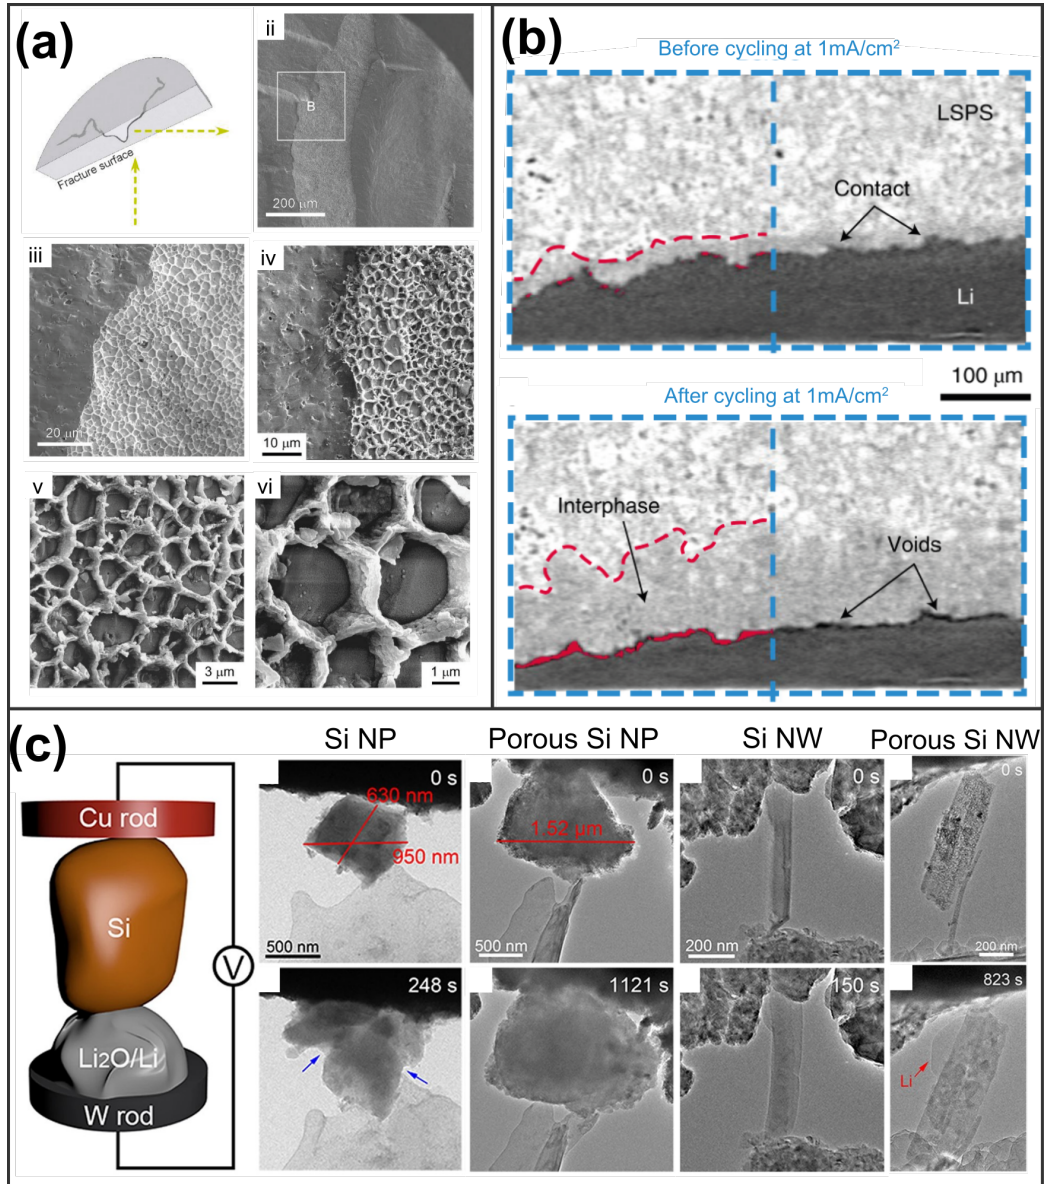 (a)
Fracture surface
ii
B
200 μm
iii
20 μm
iv
10 μm
v
3 μm
vi
1 μm
(b)
Before cycling at 1mA/cm²
LSPS
Contact
Li
100 μm
After cycling at 1mA/cm²
Interphase
Voids
(c)
Cu rod
Si
V
Li₂O/Li
W rod
Si NP
Porous Si NP
Si NW
Porous Si NW
0 s
630 nm
950 nm
500 nm
0 s
1.52 μm
500 nm
0 s
200 nm
0 s
200 nm
248 s
1121 s
150 s
823 s
Li